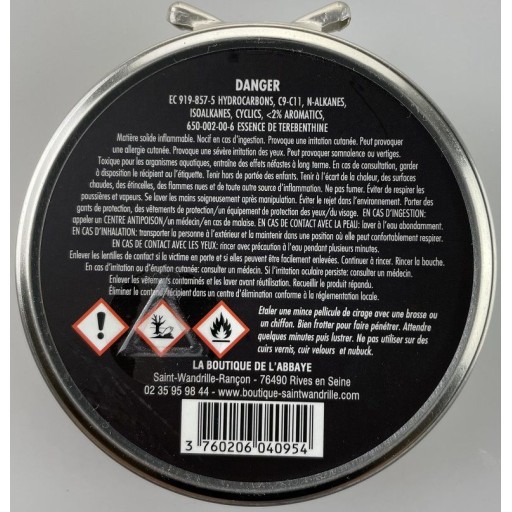 DANGER
EC 919-857-5 HYDROCARBONS, C9-C11, N-ALKANES,
ISOALKANES, CYCLICS, <2% AROMATICS,
650-002-00-6 ESSENCE DE TEREBENTHINE
Matière solide inflammable. Nocif en cas d'ingestion. Provoque une irritation cutanée. Peut provoquer
une allergie cutanée. Provoque une sévère irritation des yeux. Peut provoquer somnolence ou vertiges.
Toxique pour les organismes aquatiques, entraîne des effets néfastes à long terme. En cas de consultation, garder
à disposition le récipient ou l'étiquette. Tenir hors de portée des enfants. Tenir à l'écart de la chaleur, des surfaces
chaudes, des étincelles, des flammes nues et de toute autre source d'inflammation. Ne pas fumer. Éviter de respirer les
poussières et vapeurs. Se laver les mains soigneusement après manipulation. Éviter le rejet dans l'environnement. Porter des
gants de protection, des vêtements de protection/un équipement de protection des yeux/du visage. EN CAS D'INGESTION:
appeler un CENTRE ANTIPOISON/un médecin/en cas de malaise. EN CAS DE CONTACT AVEC LA PEAU: laver à l'eau abondamment.
EN CAS D'INHALATION: transporter la personne à l'extérieur et la maintenir dans une position où elle peut confortablement respirer.
EN CAS DE CONTACT AVEC LES YEUX: rincer avec précaution à l'eau pendant plusieurs minutes.
Enlever les lentilles de contact si la victime en porte et si elles peuvent être facilement enlevées. Continuer à rincer. Rincer la bouche.
En cas d'irritation ou d'éruption cutanée: consulter un médecin. Si l'irritation oculaire persiste: consulter un médecin.
Enlever les vêtements contaminés et les laver avant réutilisation. Recueillir le produit répandu.
Éliminer le contenu/récipient dans un centre d'élimination conforme à la réglementation locale.
Etaler une mince pellicule de cirage avec une brosse ou
un chiffon. Bien frotter pour faire pénétrer. Attendre
quelques minutes puis lustrer. Ne pas utiliser sur des
cuirs vernis, cuir velours et nubuck.
LA BOUTIQUE DE L'ABBAYE
Saint-Wandrille-Rançon - 76490 Rives en Seine
02 35 95 98 44 - www.boutique-saintwandrille.com
3 760206 040954